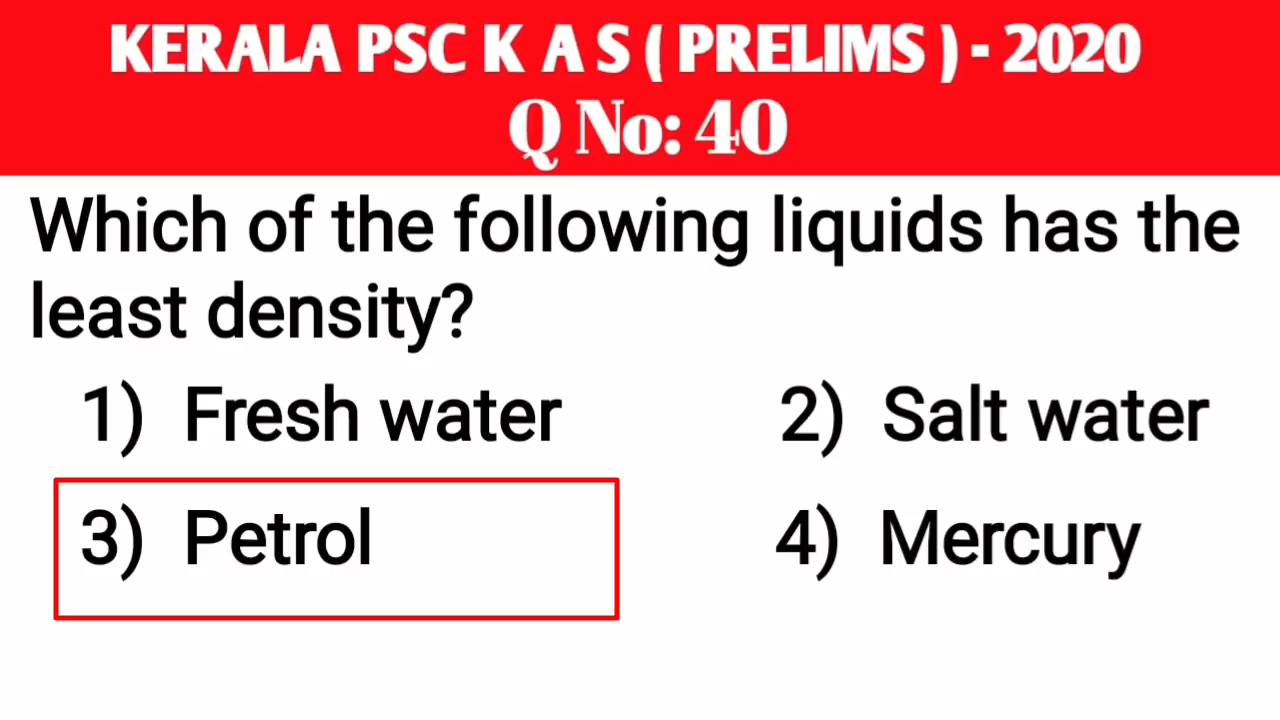 KERALA PSC K A S ( PRELIMS ) - 2020
Q No: 40
Which of the following liquids has the
least density?
1) Fresh water 2) Salt water
3) Petrol 4) Mercury